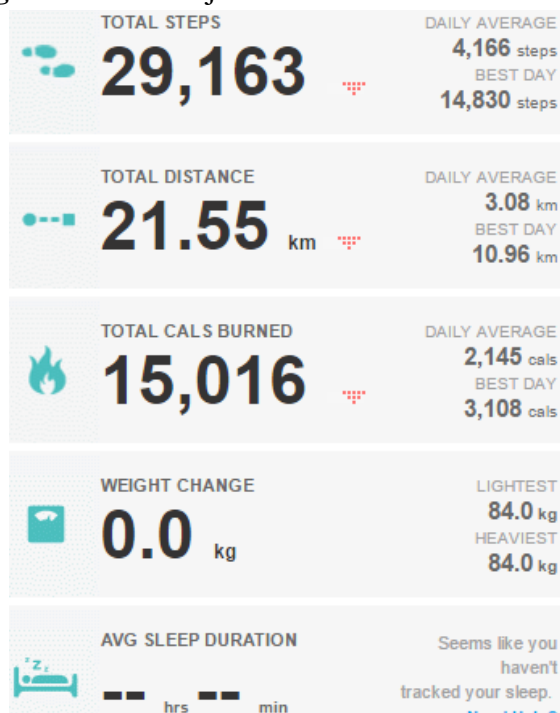 TOTAL STEPS
29,163
DAILY AVERAGE
4,166 steps
BEST DAY
14,830 steps
TOTAL DISTANCE
21.55 km
DAILY AVERAGE
3.08 km
BEST DAY
10.96 km
TOTAL CALS BURNED
15,016
DAILY AVERAGE
2,145 cals
BEST DAY
3,108 cals
WEIGHT CHANGE
0.0 kg
LIGHTEST
84.0 kg
HEAVIEST
84.0 kg
zZz
AVG SLEEP DURATION
-- hrs -- min
Seems like you
haven't
tracked your sleep.